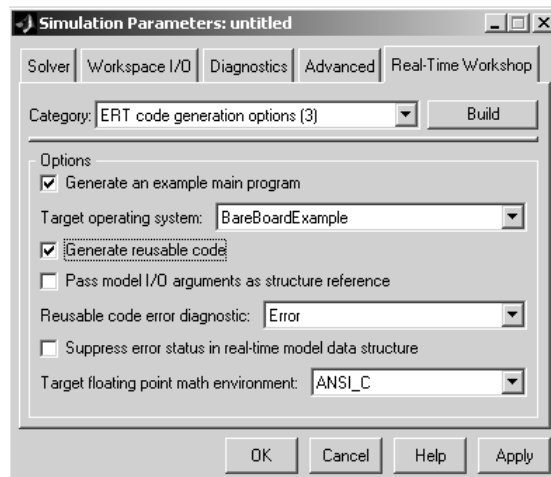 Simulation Parameters: untitled
Solver Workspace I/O Diagnostics Advanced Real-Time Workshop
Category: ERT code generation options (3) Build
Options
Generate an example main program
Target operating system: BareBoardExample
Generate reusable code
Pass model I/O arguments as structure reference
Reusable code error diagnostic: Error
Suppress error status in real-time model data structure
Target floating point math environment: ANSI_C
OK Cancel Help Apply